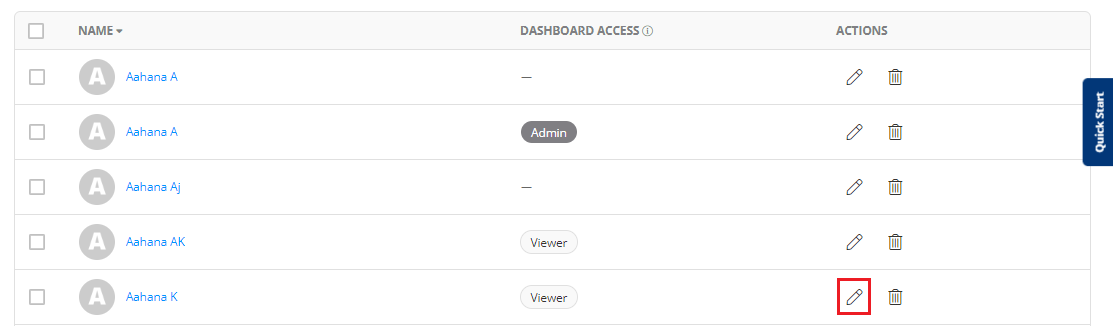 NAME DASHBOARD ACCESS ACTIONS
A Aahana A —
A Aahana A Admin
A Aahana Aj —
A Aahana AK Viewer
A Aahana K Viewer
Quick Start